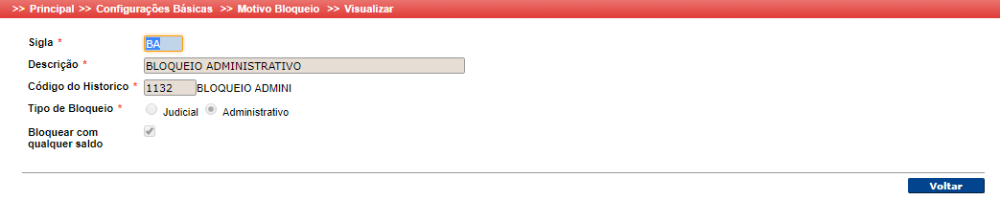 >> Principal >> Configurações Básicas >> Motivo Bloqueio >> Visualizar
Sigla * BA
Descrição * BLOQUEIO ADMINISTRATIVO
Código do Historico * 1132 BLOQUEIO ADMINI
Tipo de Bloqueio * Judicial Administrativo
Bloquear com
qualquer saldo
Voltar